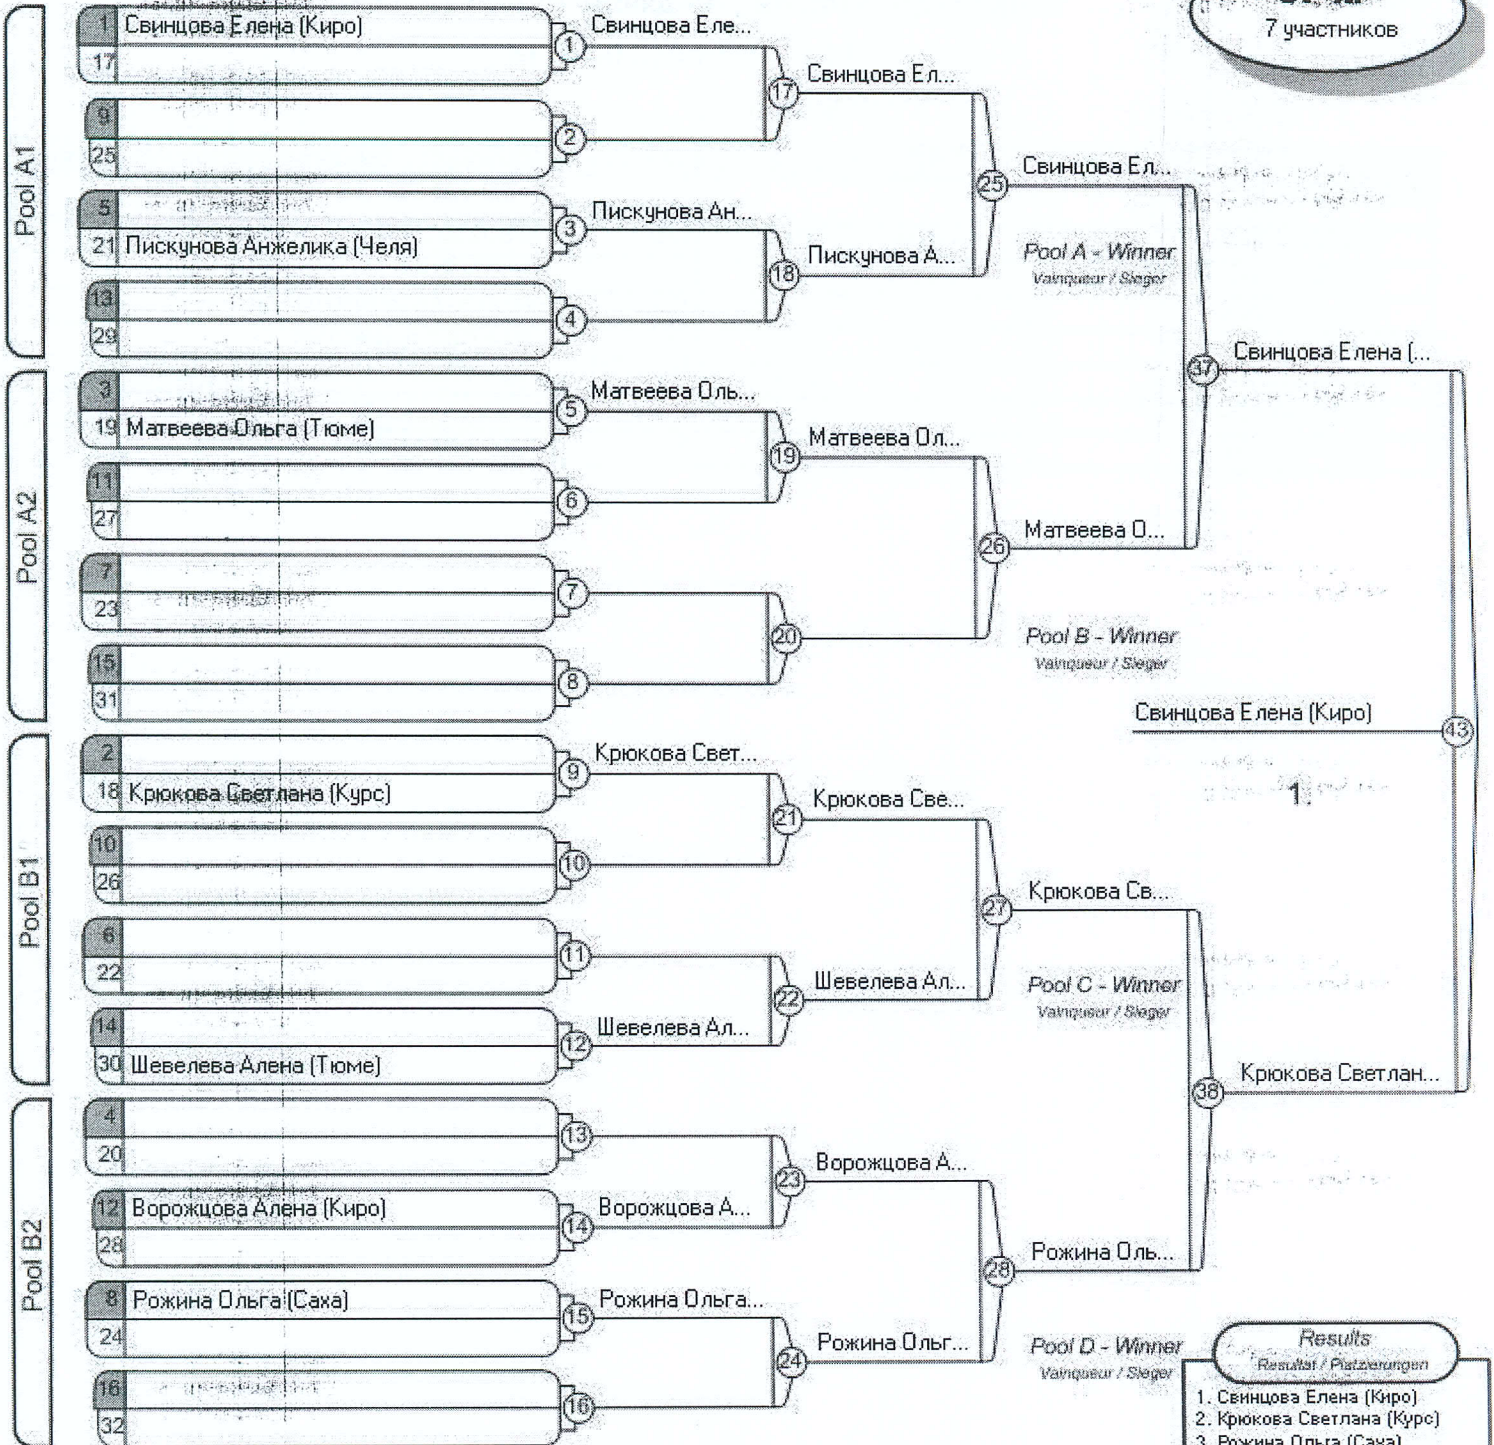 7 участников
Pool A1
1 Свинцова Елена (Киро)
17
1
Свинцова Еле...
17
Свинцова Ел...
9
25
2
5
21 Пискунова Анжелика (Челя)
3
Пискунова Ан...
18
Пискунова А...
13
29
4
25
Свинцова Ел...
Pool A - Winner
Vainqueur / Sieger
Pool A2
3
19 Матвеева Ольга (Тюме)
5
Матвеева Оль...
19
Матвеева Ол...
11
27
6
7
23
7
20
15
31
8
26
Матвеева О...
Pool B - Winner
Vainqueur / Sieger
37
Свинцова Елена (...
Свинцова Елена (Киро)
43
1.
Pool B1
2
18 Крюкова Светлана (Курс)
9
Крюкова Свет...
21
Крюкова Све...
10
26
10
6
22
11
22
Шевелева Ал...
14
30 Шевелева Алена (Тюме)
12
Шевелева Ал...
27
Крюкова Св...
Pool C - Winner
Vainqueur / Sieger
38
Крюкова Светлан...
Pool B2
4
20
13
23
Ворожцова А...
12 Ворожцова Алена (Киро)
28
14
Ворожцова А...
8 Рожина Ольга (Саха)
24
15
Рожина Ольга...
24
Рожина Ольг...
16
32
16
28
Рожина Оль...
Pool D - Winner
Vainqueur / Sieger
Results
Resultat / Platzierungen
1. Свинцова Елена (Киро)
2. Крюкова Светлана (Курс)
3. Рожина Ольга (Саха)